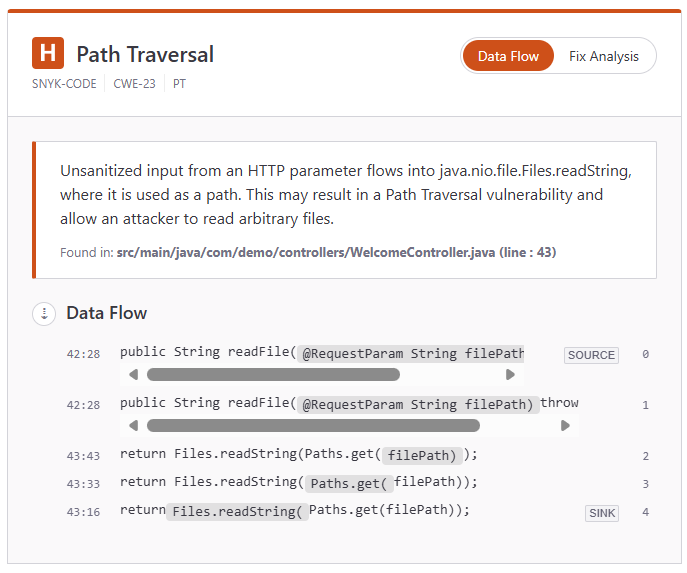 H Path Traversal
Data Flow Fix Analysis
SNYK-CODE CWE-23 PT
Unsanitized input from an HTTP parameter flows into java.nio.file.Files.readString,
where it is used as a path. This may result in a Path Traversal vulnerability and
allow an attacker to read arbitrary files.
Found in: src/main/java/com/demo/controllers/WelcomeController.java (line : 43)
Data Flow
42:28 public String readFile( @RequestParam String filePath SOURCE 0
42:28 public String readFile( @RequestParam String filePath) throw 1
43:43 return Files.readString(Paths.get( filePath) ); 2
43:33 return Files.readString( Paths.get( filePath)); 3
43:16 return Files.readString( Paths.get(filePath)); SINK 4